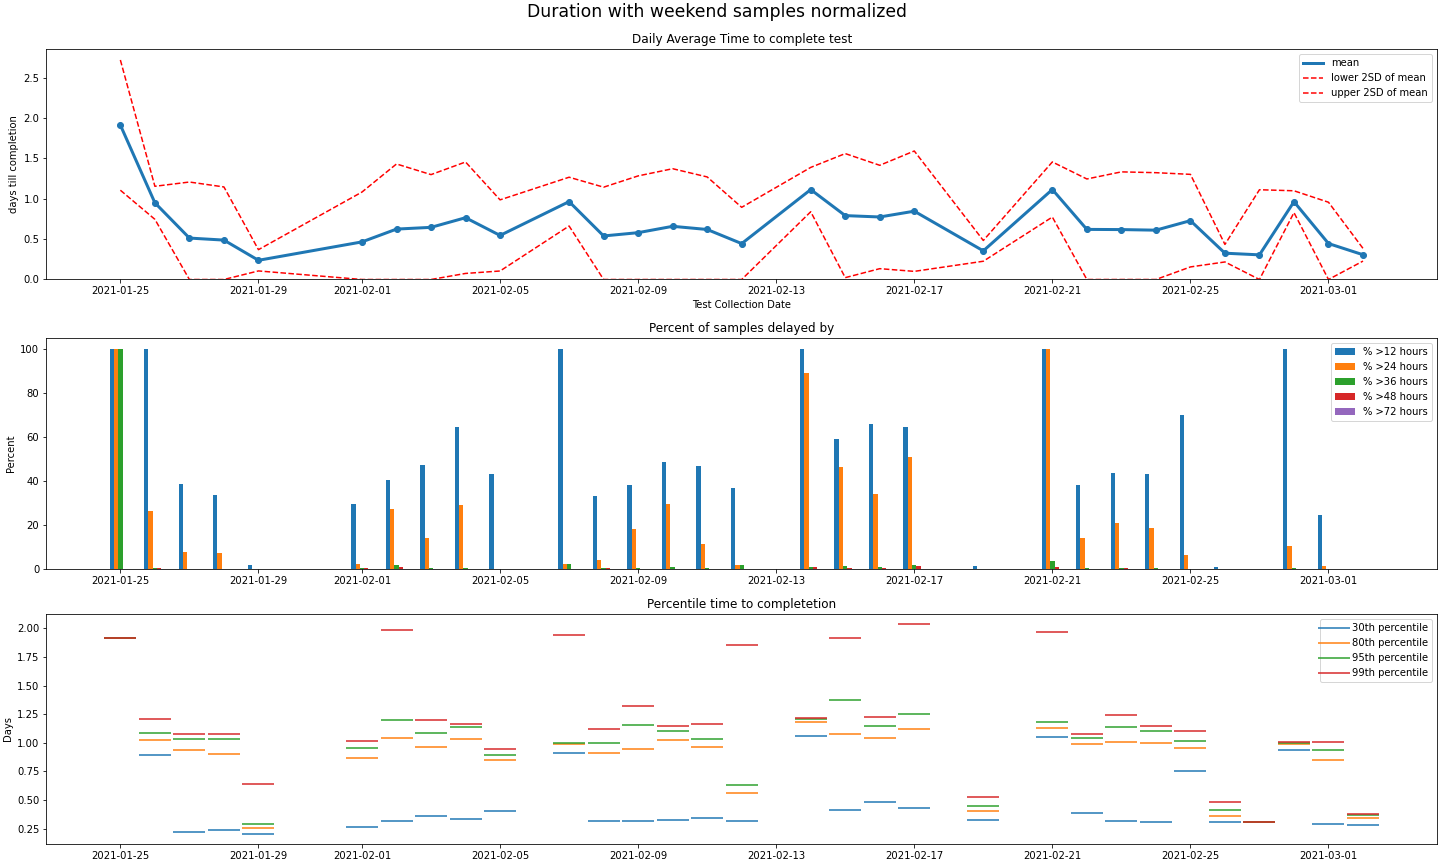 Duration with weekend samples normalized
Daily Average Time to complete test
mean
lower 2SD of mean
upper 2SD of mean
days till completion
2.5
2.0
1.5
1.0
0.5
0.0
2021-01-25 2021-01-29 2021-02-01 2021-02-05 2021-02-09 2021-02-13 2021-02-17 2021-02-21 2021-02-25 2021-03-01
Test Collection Date
Percent of samples delayed by
% >12 hours
% >24 hours
% >36 hours
% >48 hours
% >72 hours
Percent
100
80
60
40
20
0
2021-01-25 2021-01-29 2021-02-01 2021-02-05 2021-02-09 2021-02-13 2021-02-17 2021-02-21 2021-02-25 2021-03-01
Percentile time to completetion
30th percentile
80th percentile
95th percentile
99th percentile
Days
2.00
1.75
1.50
1.25
1.00
0.75
0.50
0.25
2021-01-25 2021-01-29 2021-02-01 2021-02-05 2021-02-09 2021-02-13 2021-02-17 2021-02-21 2021-02-25 2021-03-01